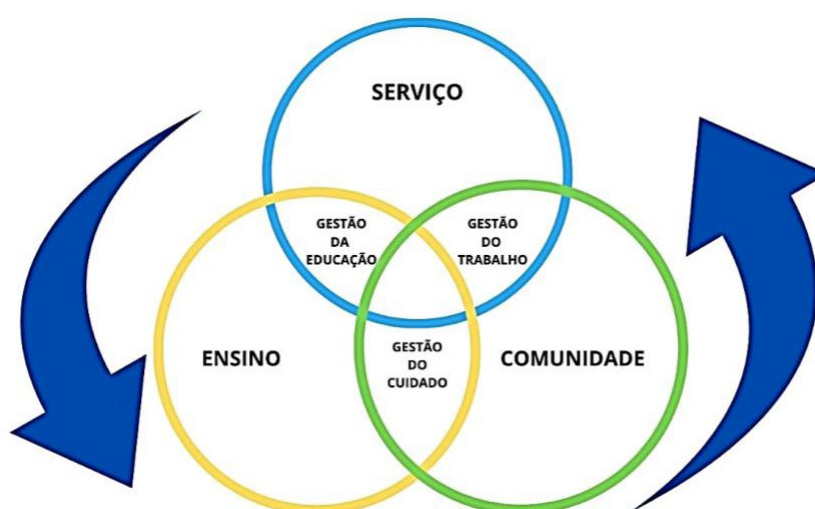 SERVIÇO
GESTÃO
DA
EDUCAÇÃO
GESTÃO
DO
TRABALHO
ENSINO
GESTÃO
DO
CUIDADO
COMUNIDADE